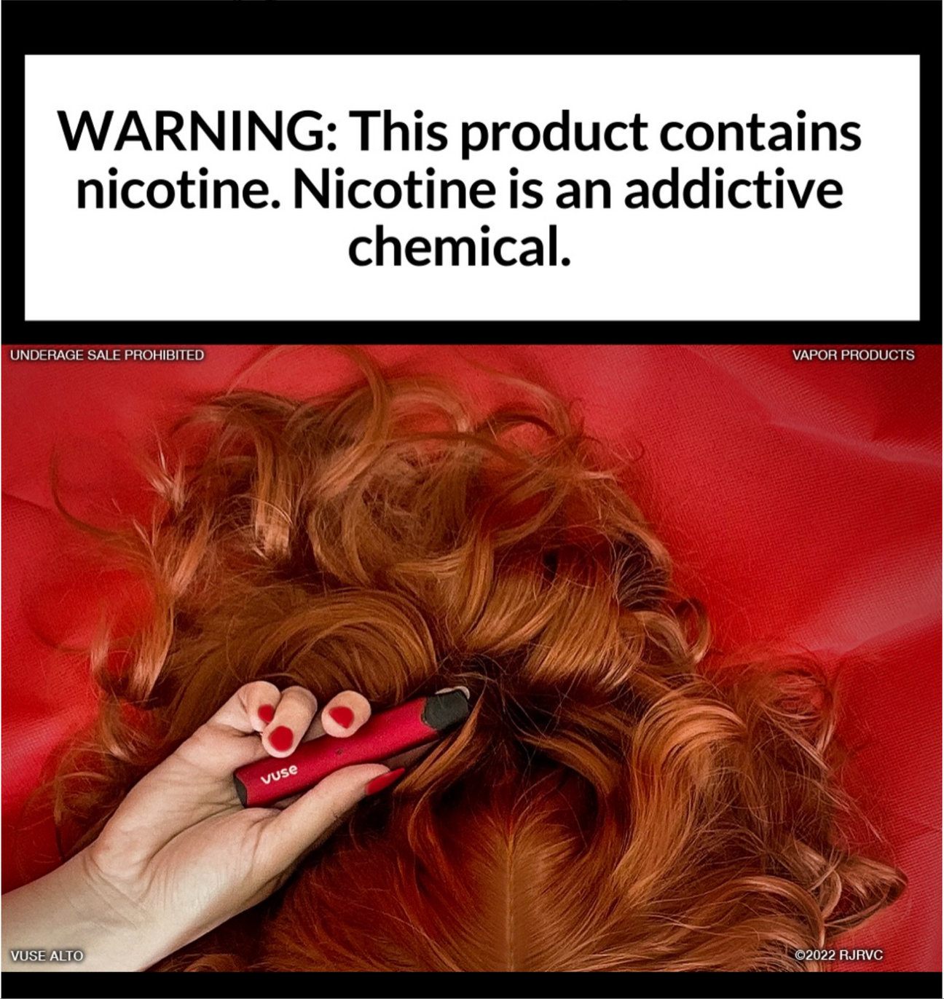 WARNING: This product contains
nicotine. Nicotine is an addictive
chemical.
UNDERAGE SALE PROHIBITED
VAPOR PRODUCTS
vuse
VUSE ALTO
©2022 RJRVC